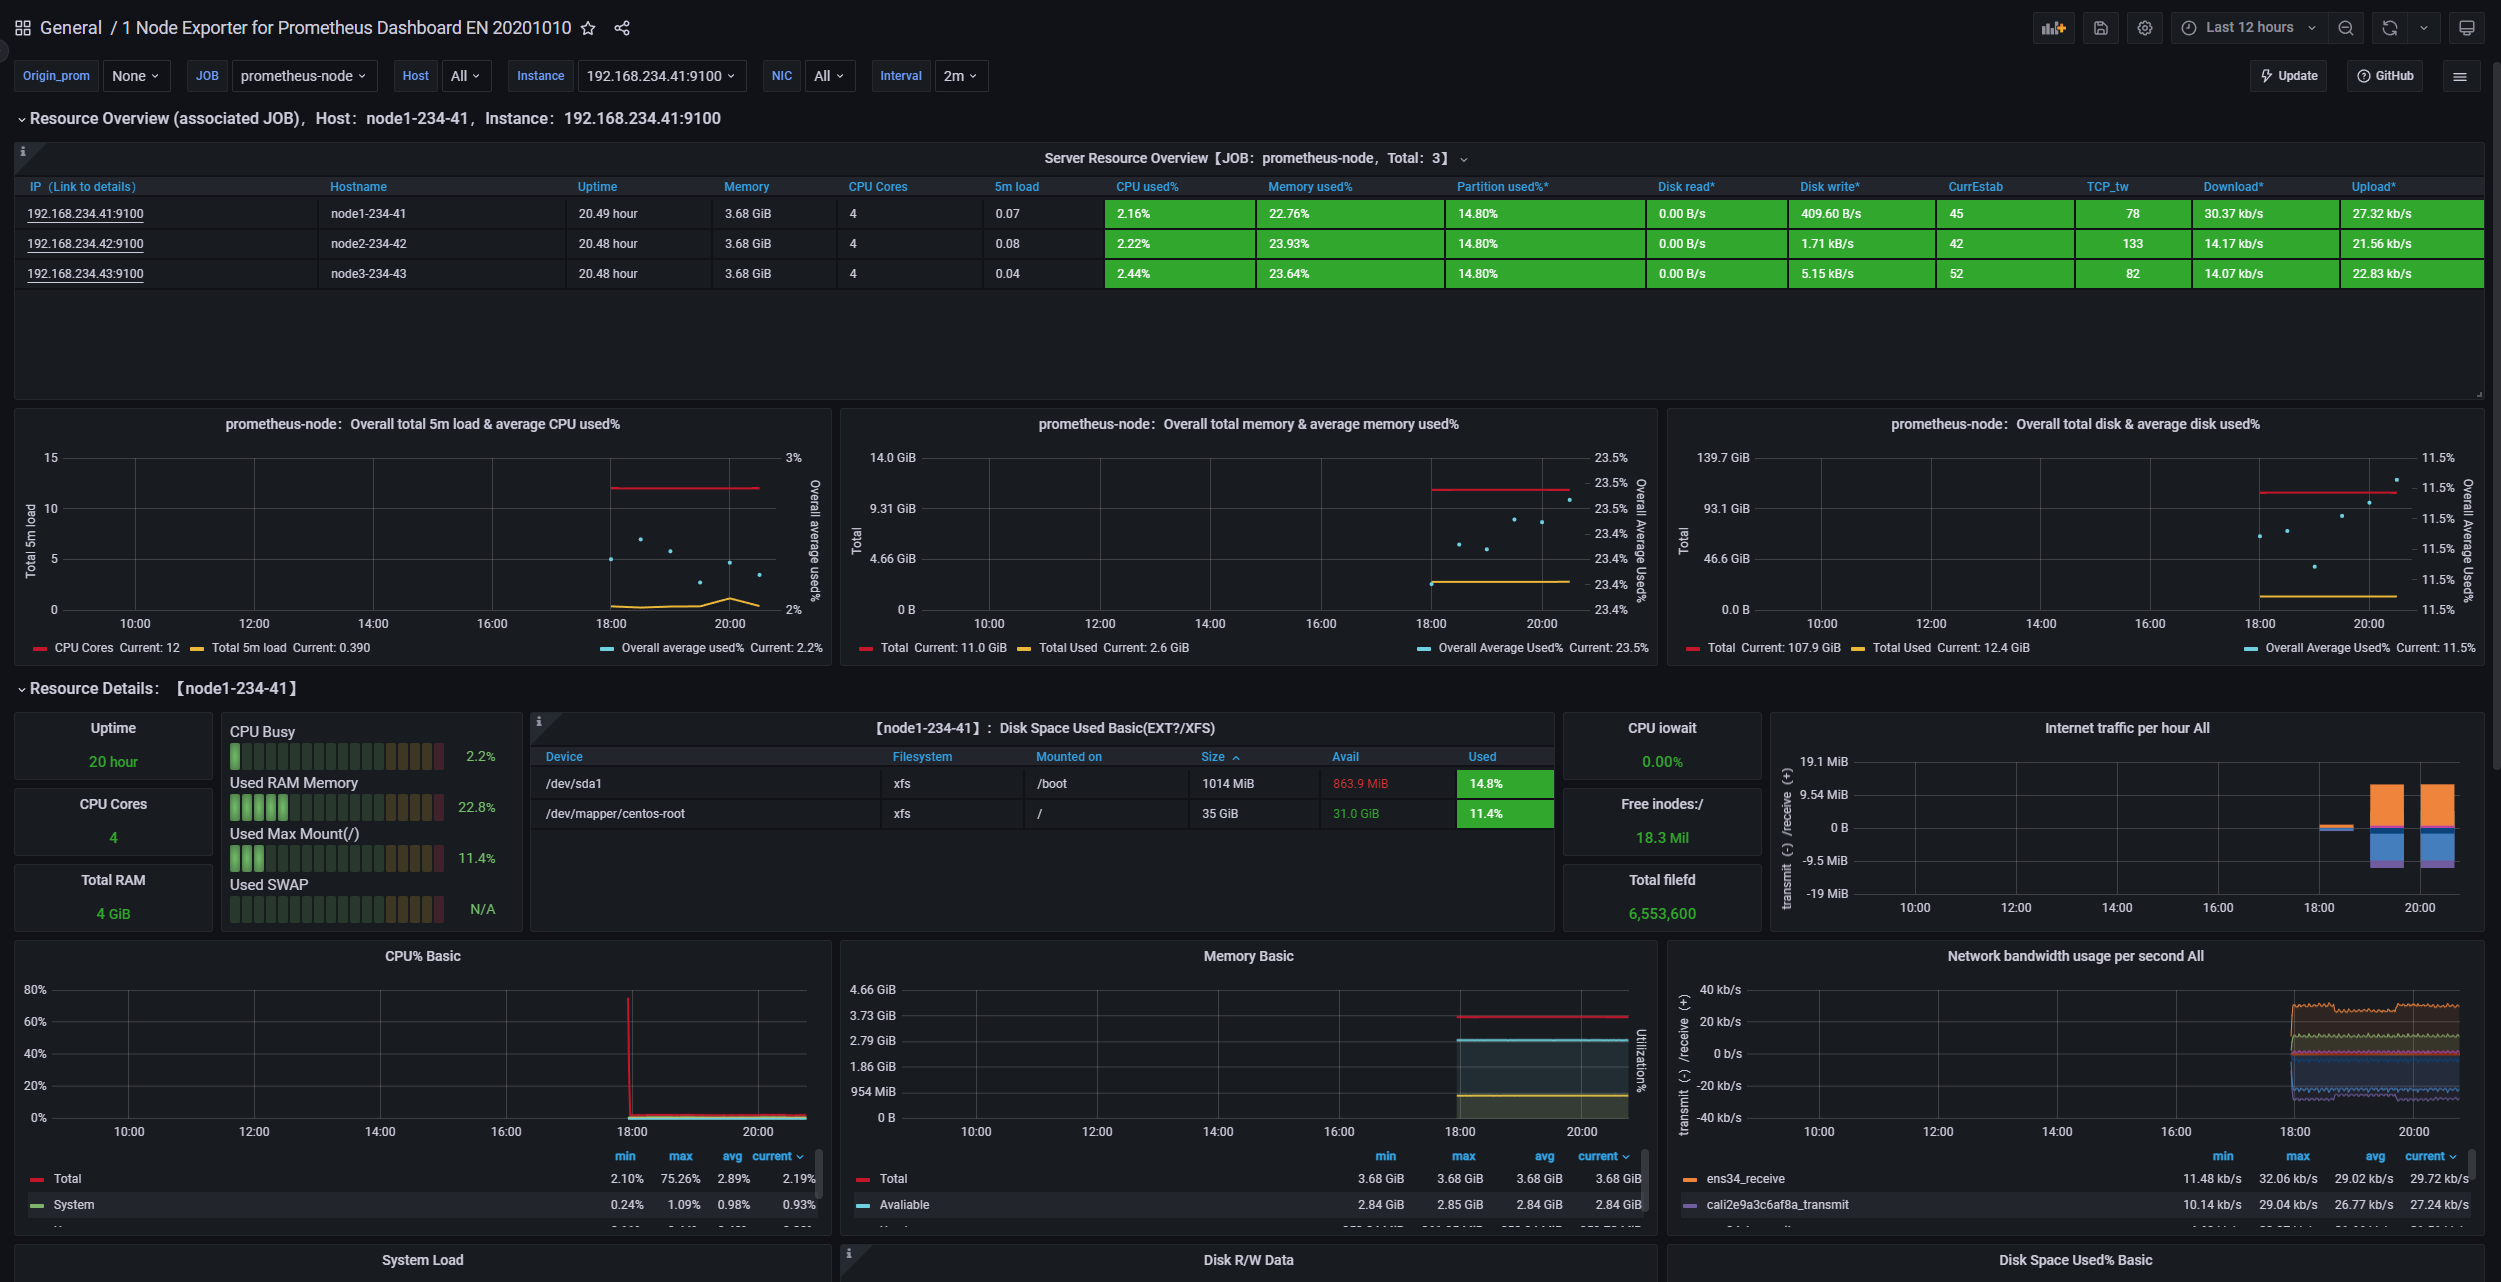 General / 1 Node Exporter for Prometheus Dashboard EN 20201010
Last 12 hours
Origin_prom None JOB prometheus-node Host All Instance 192.168.234.41:9100 NIC All Interval 2m Update GitHub
Resource Overview (associated JOB)，Host：node1-234-41，Instance：192.168.234.41:9100
Server Resource Overview【JOB：prometheus-node，Total：3】
IP（Link to details） Hostname Uptime Memory CPU Cores 5m load CPU used% Memory used% Partition used%* Disk read* Disk write* CurrEstab TCP_tw Download* Upload*
192.168.234.41:9100 node1-234-41 20.49 hour 3.68 GiB 4 0.07 2.16% 22.76% 14.80% 0.00 B/s 409.60 B/s 45 78 30.37 kb/s 27.32 kb/s
192.168.234.42:9100 node2-234-42 20.48 hour 3.68 GiB 4 0.08 2.22% 23.93% 14.80% 0.00 B/s 1.71 kB/s 42 133 14.17 kb/s 21.56 kb/s
192.168.234.43:9100 node3-234-43 20.48 hour 3.68 GiB 4 0.04 2.44% 23.64% 14.80% 0.00 B/s 5.15 kB/s 52 82 14.07 kb/s 22.83 kb/s
prometheus-node：Overall total 5m load & average CPU used%
Total 5m load
15
10
5
0
3%
2%
Overall average used%
10:00 12:00 14:00 16:00 18:00 20:00
CPU Cores Current: 12 Total 5m load Current: 0.390 Overall average used% Current: 2.2%
prometheus-node：Overall total memory & average memory used%
Total
14.0 GiB
9.31 GiB
4.66 GiB
0 B
23.5%
23.5%
23.5%
23.4%
23.4%
23.4%
23.4%
Overall Average Used%
10:00 12:00 14:00 16:00 18:00 20:00
Total Current: 11.0 GiB Total Used Current: 2.6 GiB Overall Average Used% Current: 23.5%
prometheus-node：Overall total disk & average disk used%
Total
139.7 GiB
93.1 GiB
46.6 GiB
0.0 B
11.5%
11.5%
11.5%
11.5%
11.5%
11.5%
Overall Average Used%
10:00 12:00 14:00 16:00 18:00 20:00
Total Current: 107.9 GiB Total Used Current: 12.4 GiB Overall Average Used% Current: 11.5%
Resource Details：【node1-234-41】
Uptime
20 hour
CPU Cores
4
Total RAM
4 GiB
CPU Busy
2.2%
Used RAM Memory
22.8%
Used Max Mount(/)
11.4%
Used SWAP
N/A
【node1-234-41】：Disk Space Used Basic(EXT?/XFS)
Device Filesystem Mounted on Size Avail Used
/dev/sda1 xfs /boot 1014 MiB 863.9 MiB 14.8%
/dev/mapper/centos-root xfs / 35 GiB 31.0 GiB 11.4%
CPU iowait
0.00%
Free inodes:/
18.3 Mil
Total filefd
6,553,600
Internet traffic per hour All
transmit（-）/receive（+）
19.1 MiB
9.54 MiB
0 B
-9.5 MiB
-19 MiB
10:00 12:00 14:00 16:00 18:00 20:00
CPU% Basic
80%
60%
40%
20%
0%
10:00 12:00 14:00 16:00 18:00 20:00
min max avg current
Total 2.10% 75.26% 2.89% 2.19%
System 0.24% 1.09% 0.98% 0.93%
Memory Basic
4.66 GiB
3.73 GiB
2.79 GiB
1.86 GiB
954 MiB
0 B
Utilization%
10:00 12:00 14:00 16:00 18:00 20:00
min max avg current
Total 3.68 GiB 3.68 GiB 3.68 GiB 3.68 GiB
Avaliable 2.84 GiB 2.85 GiB 2.84 GiB 2.84 GiB
Network bandwidth usage per second All
transmit（-）/receive（+）
40 kb/s
20 kb/s
0 b/s
-20 kb/s
-40 kb/s
10:00 12:00 14:00 16:00 18:00 20:00
min max avg current
ens34_receive 11.48 kb/s 32.06 kb/s 29.02 kb/s 29.72 kb/s
cali2e9a3c6af8a_transmit 10.14 kb/s 29.04 kb/s 26.77 kb/s 27.24 kb/s
System Load
Disk R/W Data
Disk Space Used% Basic